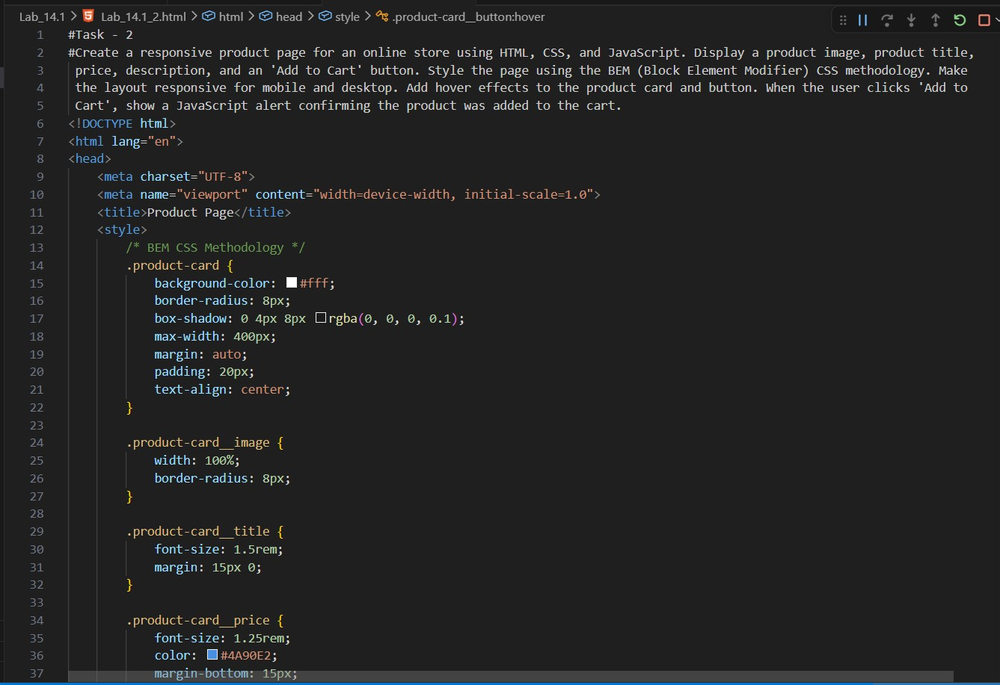 Lab_14.1 > Lab_14.1_2.html > html > head > style > .product-card__button:hover
1 #Task - 2
2 #Create a responsive product page for an online store using HTML, CSS, and JavaScript. Display a product image, product title,
3 price, description, and an 'Add to Cart' button. Style the page using the BEM (Block Element Modifier) CSS methodology. Make
4 the layout responsive for mobile and desktop. Add hover effects to the product card and button. When the user clicks 'Add to
5 Cart', show a JavaScript alert confirming the product was added to the cart.
6 <!DOCTYPE html>
7 <html lang="en">
8 <head>
9 <meta charset="UTF-8">
10 <meta name="viewport" content="width=device-width, initial-scale=1.0">
11 <title>Product Page</title>
12 <style>
13 /* BEM CSS Methodology */
14 .product-card {
15 background-color: #fff;
16 border-radius: 8px;
17 box-shadow: 0 4px 8px rgba(0, 0, 0, 0.1);
18 max-width: 400px;
19 margin: auto;
20 padding: 20px;
21 text-align: center;
22 }
23
24 .product-card__image {
25 width: 100%;
26 border-radius: 8px;
27 }
28
29 .product-card__title {
30 font-size: 1.5rem;
31 margin: 15px 0;
32 }
33
34 .product-card__price {
35 font-size: 1.25rem;
36 color: #4A90E2;
37 margin-bottom: 15px;